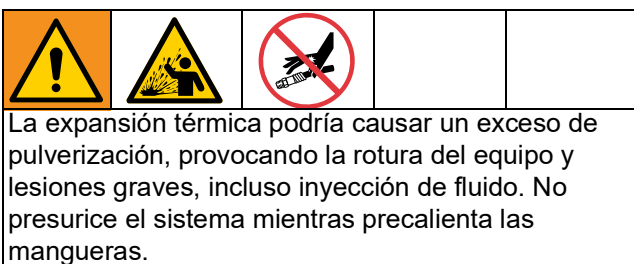 La expansión térmica podría causar un exceso de
pulverización, provocando la rotura del equipo y
lesiones graves, incluso inyección de fluido. No
presurice el sistema mientras precalienta las
mangueras.